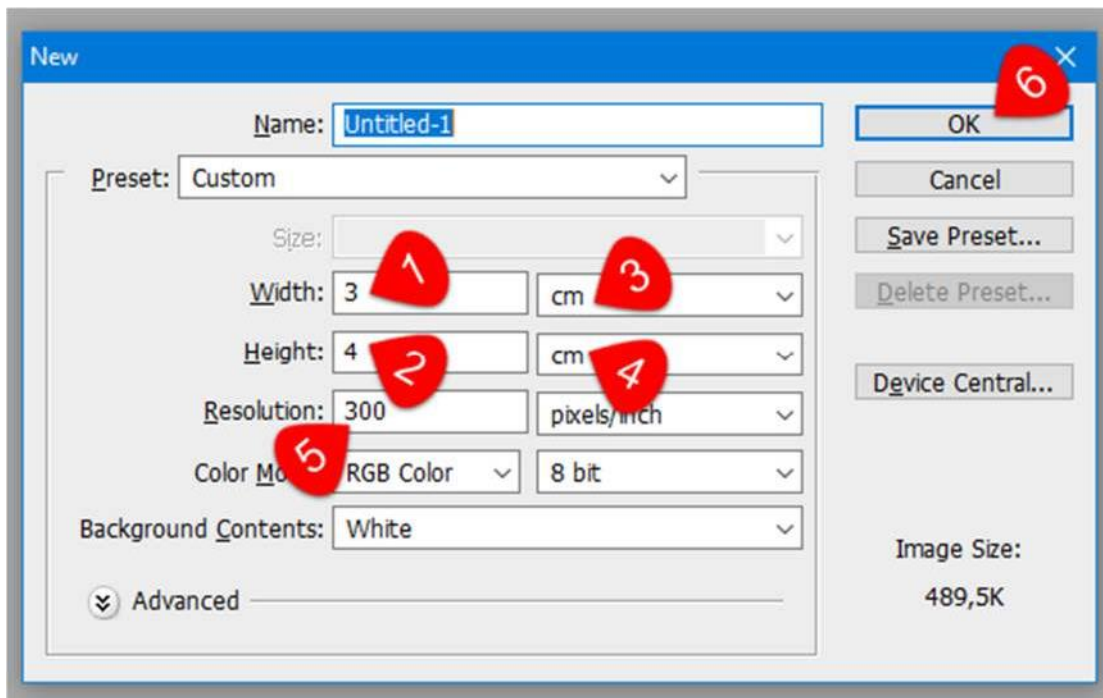 New
6
Name: Untitled-1
OK
Preset: Custom
Cancel
Size:
Save Preset...
1
3
Width: 3 cm
Delete Preset...
2
4
Height: 4 cm
Device Central...
Resolution: 300 pixels/inch
5
Color Mo RGB Color 8 bit
Background Contents: White
Image Size:
489,5K
Advanced